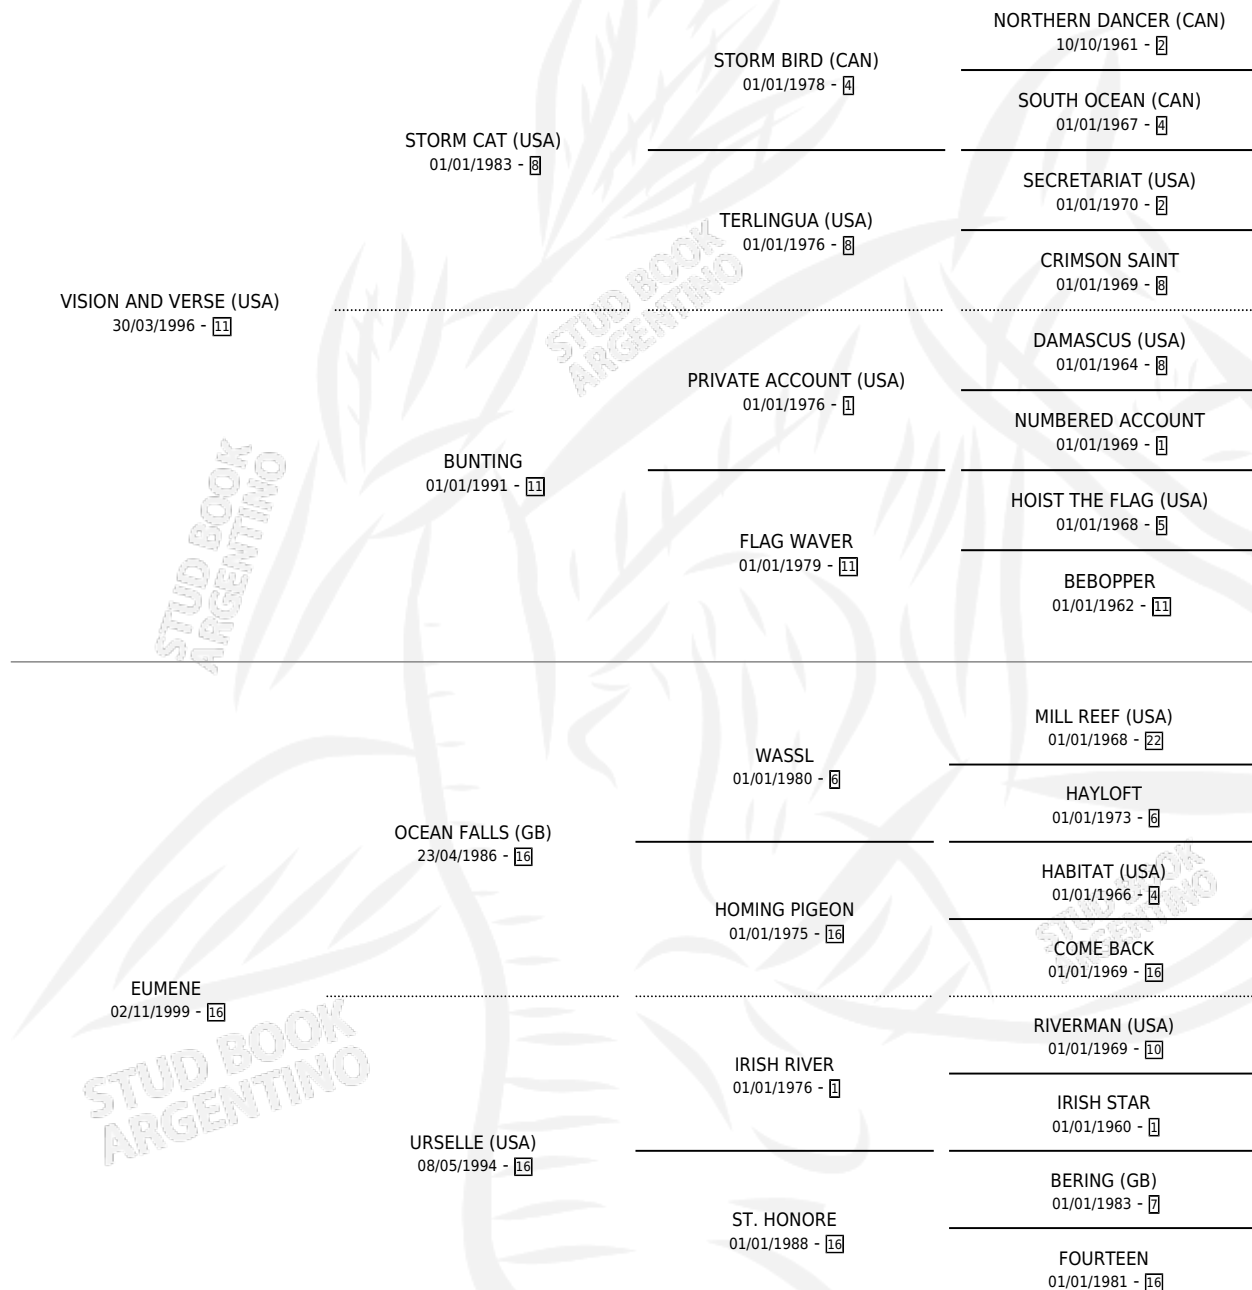 NORTHERN DANCER (CAN)
10/10/1961 - 2
STORM BIRD (CAN)
01/01/1978 - 4
SOUTH OCEAN (CAN)
01/01/1967 - 4
STORM CAT (USA)
01/01/1983 - 8
SECRETARIAT (USA)
01/01/1970 - 2
TERLINGUA (USA)
01/01/1976 - 8
CRIMSON SAINT
01/01/1969 - 8
VISION AND VERSE (USA)
30/03/1996 - 11
DAMASCUS (USA)
01/01/1964 - 8
PRIVATE ACCOUNT (USA)
01/01/1976 - 1
NUMBERED ACCOUNT
01/01/1969 - 1
BUNTING
01/01/1991 - 11
HOIST THE FLAG (USA)
01/01/1968 - 5
FLAG WAVER
01/01/1979 - 11
BEBOPPER
01/01/1962 - 11
MILL REEF (USA)
01/01/1968 - 22
WASSL
01/01/1980 - 6
HAYLOFT
01/01/1973 - 6
OCEAN FALLS (GB)
23/04/1986 - 16
HABITAT (USA)
01/01/1966 - 4
HOMING PIGEON
01/01/1975 - 16
COME BACK
01/01/1969 - 16
EUMENE
02/11/1999 - 16
RIVERMAN (USA)
01/01/1969 - 10
IRISH RIVER
01/01/1976 - 1
IRISH STAR
01/01/1960 - 1
URSELLE (USA)
08/05/1994 - 16
BERING (GB)
01/01/1983 - 7
ST. HONORE
01/01/1988 - 16
FOURTEEN
01/01/1981 - 16
STUD BOOK
ARGENTINO
STUD BOOK
ARGENTINO
STUD BOOK
ARGENTINO
STUD BOOK
ARGENTINO